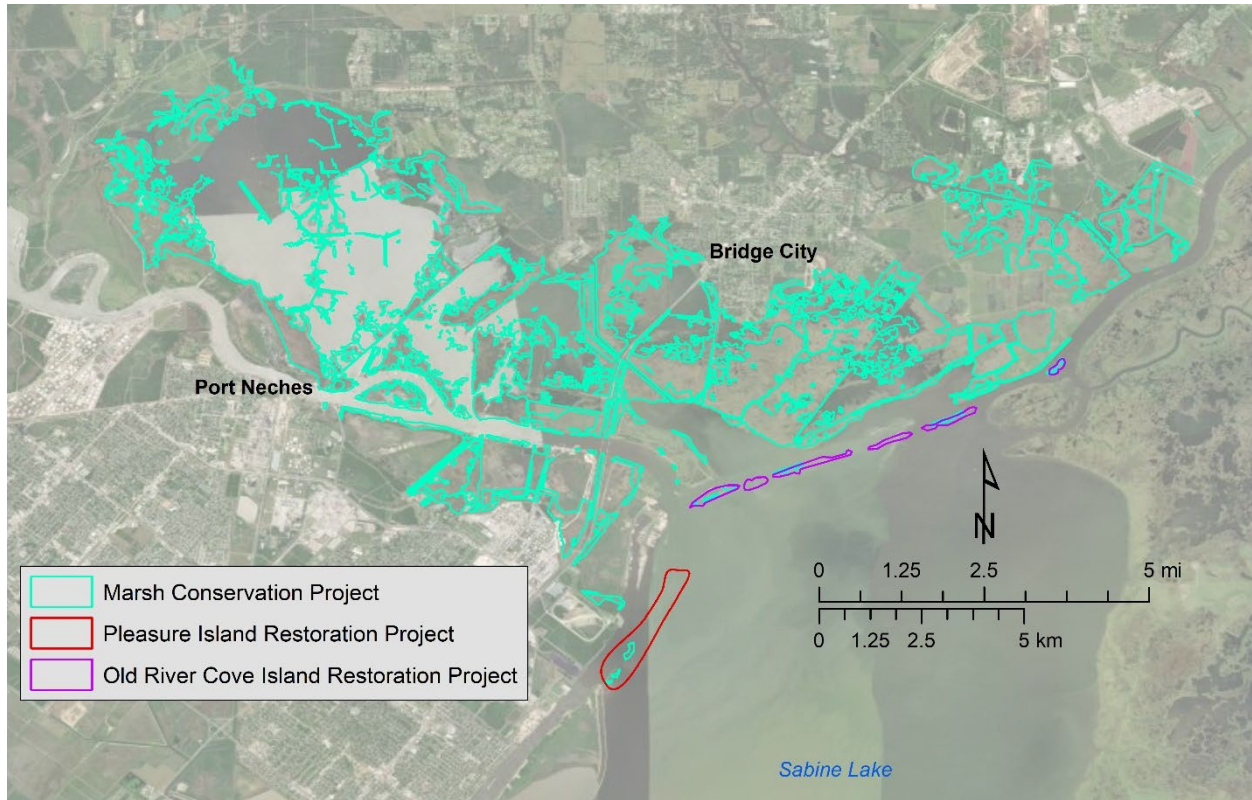 Bridge City
Port Neches
N
0 1.25 2.5 5 mi
0 1.25 2.5 5 km
Marsh Conservation Project
Pleasure Island Restoration Project
Old River Cove Island Restoration Project
Sabine Lake